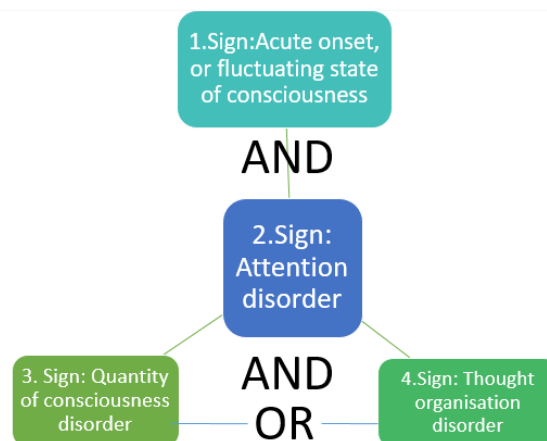 1.Sign:Acute onset,
or fluctuating state
of consciousness
AND
2.Sign:
Attention
disorder
3. Sign: Quantity
of consciousness
disorder
AND
OR
4.Sign: Thought
organisation
disorder